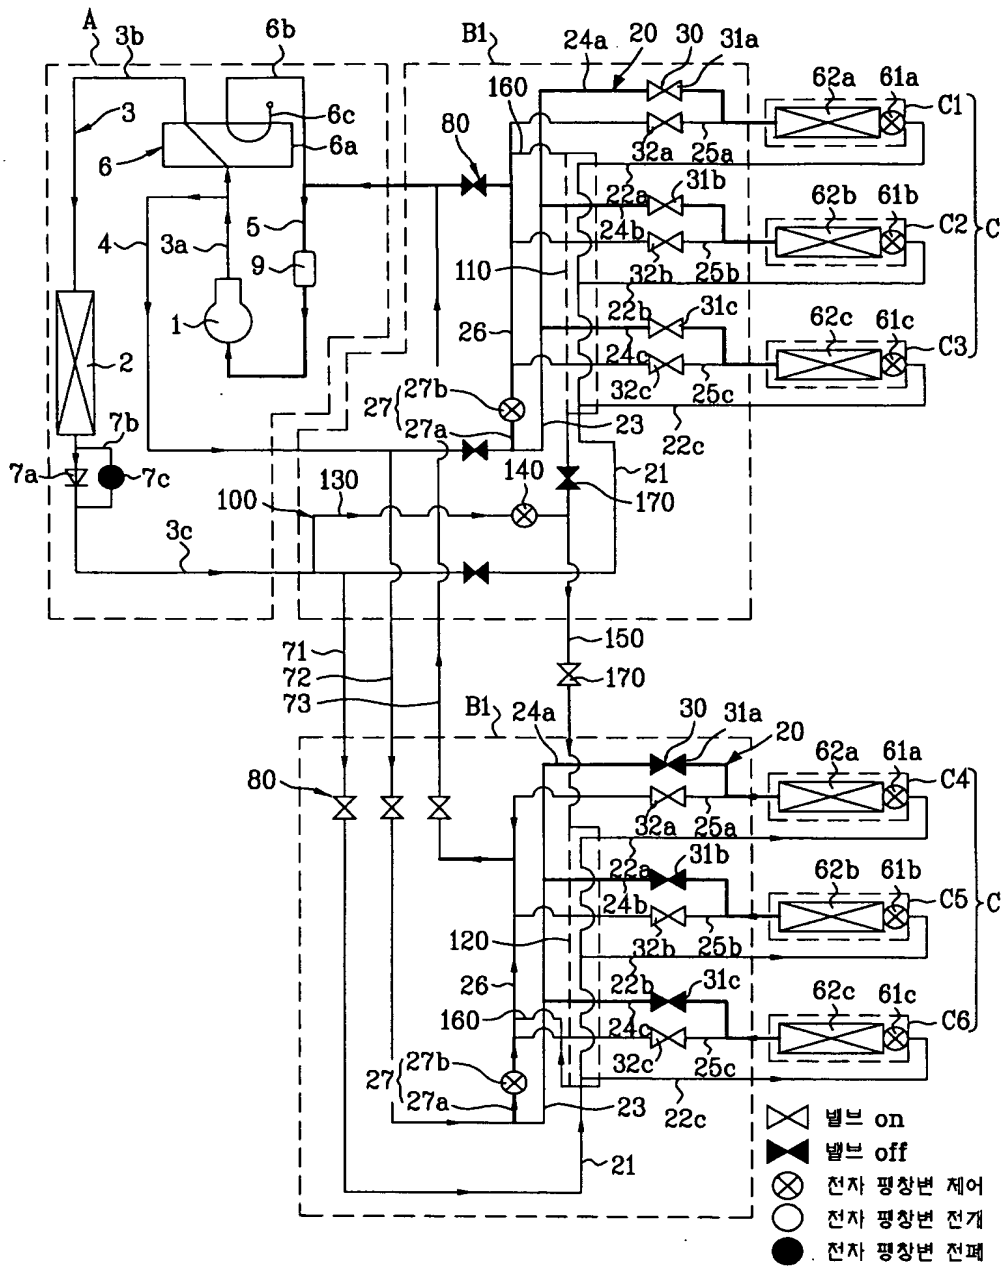 A
3b
6b
B1
24a
20
30
31a
160
62a
61a
C1
3
6c
80
6
6a
32a
25a
22a
31b
62b
61b
C2
C
4
3a
5
9
24b
110
32b
25b
22b
31c
62c
61c
C3
1
26
2
24c
32c
25c
27
27b
27a
23
22c
7b
7a
7c
140
21
130
100
170
3c
71
72
73
150
170
B1
24a
30
31a
20
62a
61a
C4
80
32a
25a
22a
31b
62b
61b
C5
C
24b
120
32b
25b
22b
31c
26
160
62c
61c
C6
24c
32c
25c
27
27b
27a
23
22c
21
밸브 on
밸브 off
전자 팽창변 제어
전자 팽창변 전개
전자 팽창변 전폐